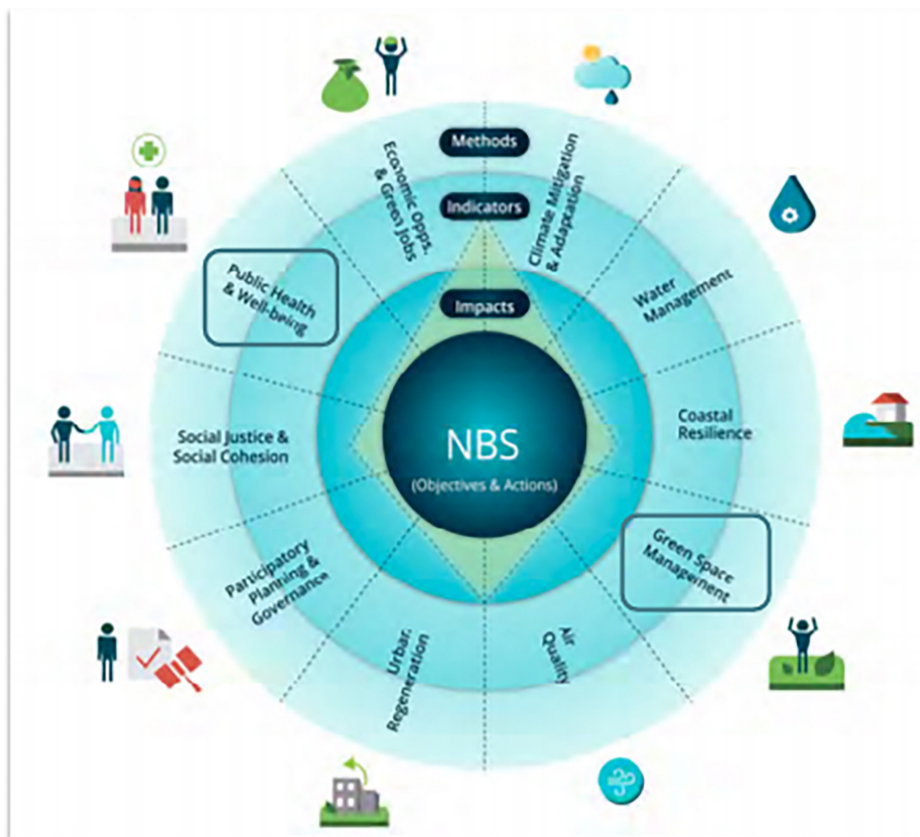 Methods
Indicators
Impacts
NBS
(Objectives & Actions)
Climate Mitigation
& Adaptation
Water
Management
Coastal
Resilience
Green Space
Management
Air
Quality
Urban
Regeneration
Participatory
Planning &
Governance
Social Justice &
Social Cohesion
Public Health
& Well-being
Economic Opps.
& Green Jobs